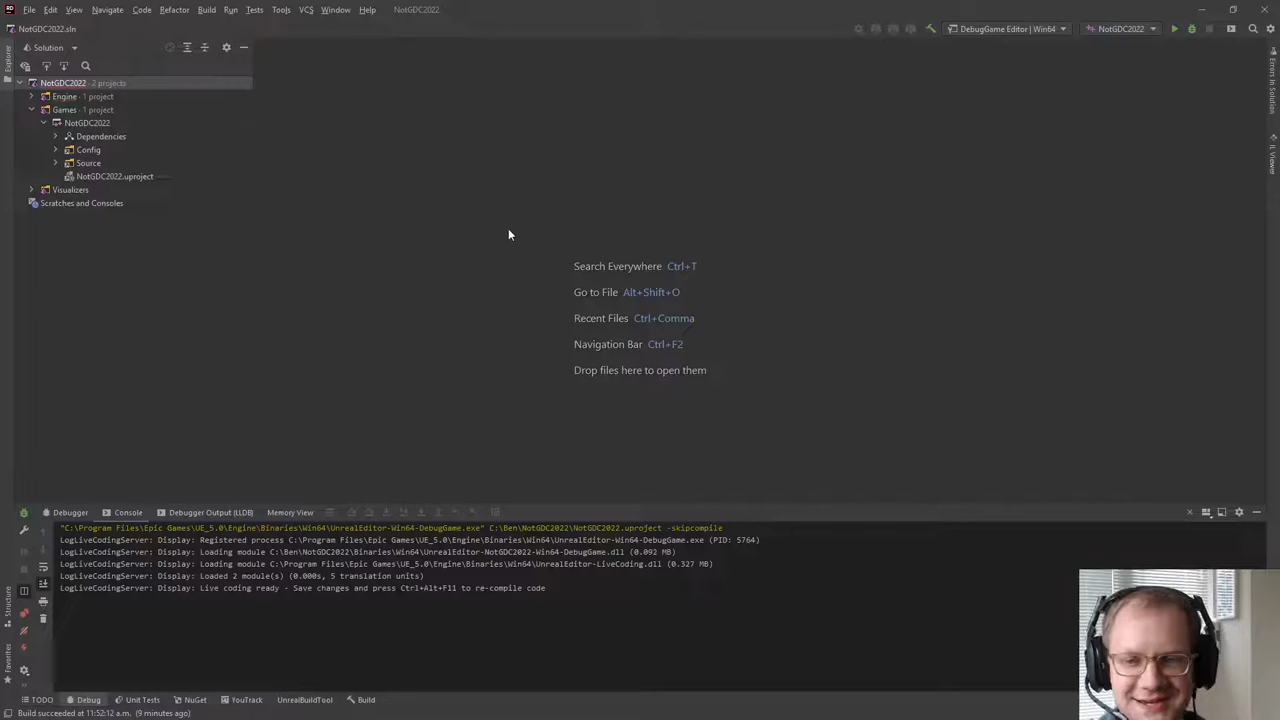 File Edit View Navigate Code Refactor Build Run Tests Tools VCS Window Help NotGDC2022
NotGDC2022.sln DebugGame Editor | Win64 NotGDC2022
Explorer
Solution
NotGDC2022 · 2 projects
Engine · 1 project
Games · 1 project
NotGDC2022
Dependencies
Config
Source
NotGDC2022.uproject
Visualizers
Scratches and Consoles
Search Everywhere Ctrl+T
Go to File Alt+Shift+O
Recent Files Ctrl+Comma
Navigation Bar Ctrl+F2
Drop files here to open them
Errors In Solution
IL Viewer
Debugger Console Debugger Output (LLDB) Memory View
"C:\Program Files\Epic Games\UE_5.0\Engine\Binaries\Win64\UnrealEditor-Win64-DebugGame.exe" C:\Ben\NotGDC2022\NotGDC2022.uproject -skipcompile
LogLiveCodingServer: Display: Registered process C:\Program Files\Epic Games\UE_5.0\Engine\Binaries\Win64\UnrealEditor-Win64-DebugGame.exe (PID: 5764)
LogLiveCodingServer: Display: Loading module C:\Ben\NotGDC2022\Binaries\Win64\UnrealEditor-NotGDC2022-Win64-DebugGame.dll (0.092 MB)
LogLiveCodingServer: Display: Loading module C:\Program Files\Epic Games\UE_5.0\Engine\Binaries\Win64\UnrealEditor-LiveCoding.dll (0.327 MB)
LogLiveCodingServer: Display: Loaded 2 module(s) (0.000s, 5 translation units)
LogLiveCodingServer: Display: Live coding ready - Save changes and press Ctrl+Alt+F11 to re-compile code
Structure
Favorites
TODO Debug Unit Tests NuGet YouTrack UnrealBuildTool Build
Build succeeded at 11:52:12 a.m. (9 minutes ago)